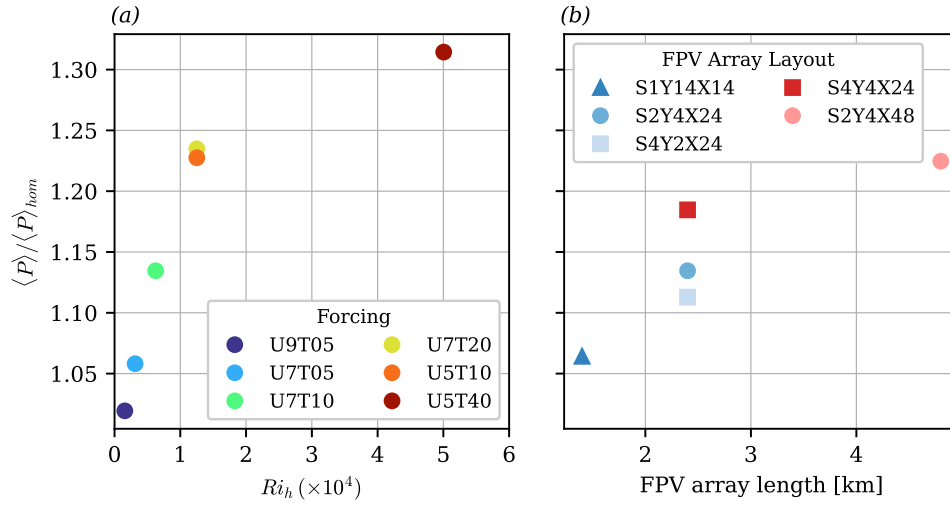 (a)
(b)
⟨P⟩/⟨P⟩hom
1.30
1.25
1.20
1.15
1.10
1.05
0 1 2 3 4 5 6
Ri_h (×10⁴)
Forcing
U9T05 U7T20
U7T05 U5T10
U7T10 U5T40
FPV Array Layout
S1Y14X14 S4Y4X24
S2Y4X24 S2Y4X48
S4Y2X24
2 3 4
FPV array length [km]